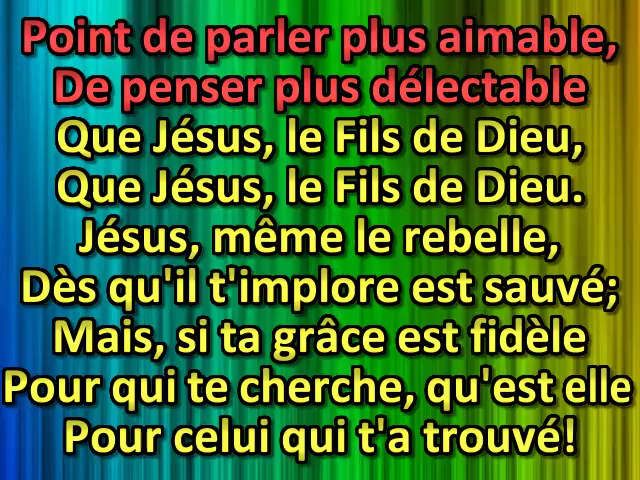 Point de parler plus aimable,
De penser plus délectable
Que Jésus, le Fils de Dieu,
Que Jésus, le Fils de Dieu.
Jésus, même le rebelle,
Dès qu'il t'implore est sauvé;
Mais, si ta grâce est fidèle
Pour qui te cherche, qu'est elle
Pour celui qui t'a trouvé!